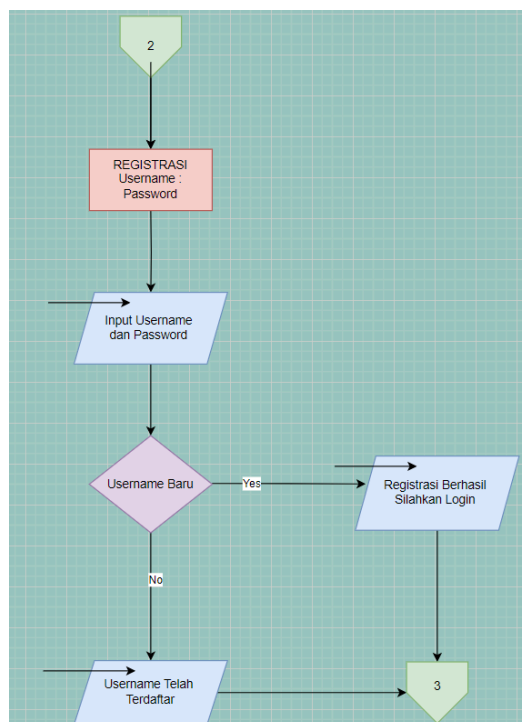 2
REGISTRASI
Username :
Password
Input Username
dan Password
Username Baru
Yes
Registrasi Berhasil
Silahkan Login
No
Username Telah
Terdaftar
3